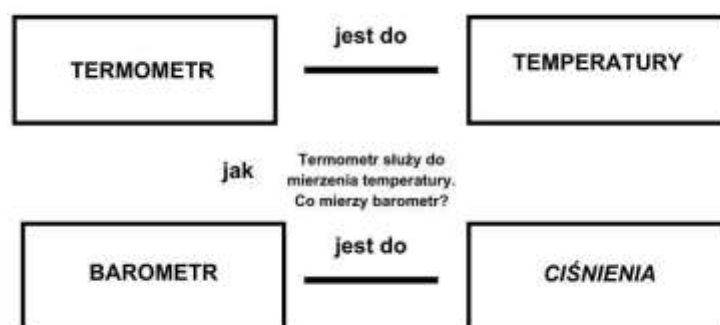 TERMOMETR jest do TEMPERATURY
jak
Termometr służy do
mierzenia temperatury.
Co mierzy barometr?
BAROMETR jest do CIŚNIENIA